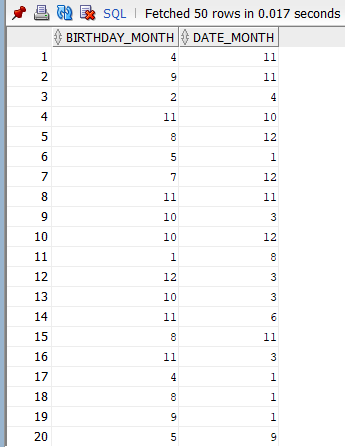 SQL | Fetched 50 rows in 0.017 seconds
BIRTHDAY_MONTH DATE_MONTH
1 4 11
2 9 11
3 2 4
4 11 10
5 8 12
6 5 1
7 7 12
8 11 11
9 10 3
10 10 12
11 1 8
12 12 3
13 10 3
14 11 6
15 8 11
16 11 3
17 4 1
18 8 1
19 9 1
20 5 9